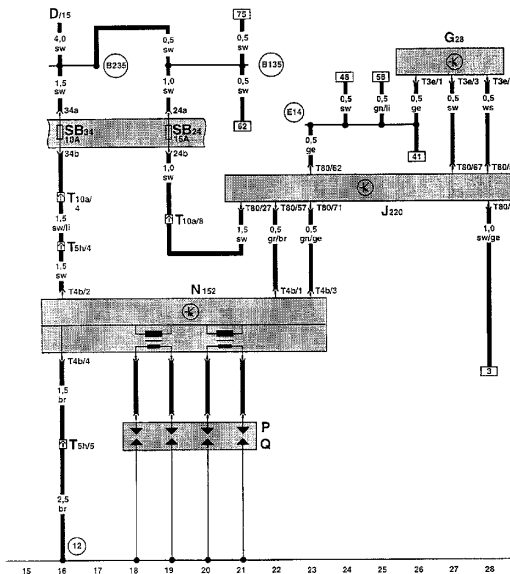 D/15
75
4,0
sw
0,5
sw
0,5
sw
B235
B135
G28
1,5
sw
1,0
sw
0,5
sw
48
58
T3e/1
T3e/3
T3e/
34a
24a
0,5
sw
0,5
gn/li
0,5
ge
0,5
sw
0,5
ws
E14
SB34
10A
SB24
15A
62
34b
24b
0,5
ge
41
1,0
sw
T80/62
T80/67
T80/
T10a/
4
T10a/8
J220
1,5
sw/li
T80/27
T80/57
T80/71
T5h/4
1,5
sw
0,5
gr/br
0,5
gn/ge
1,0
sw/ge
1,5
sw
T4b/2
N152
T4b/1
T4b/3
T4b/4
3
1,5
br
P
Q
T5h/5
2,5
br
12
15 16 17 18 19 20 21 22 23 24 25 26 27 28